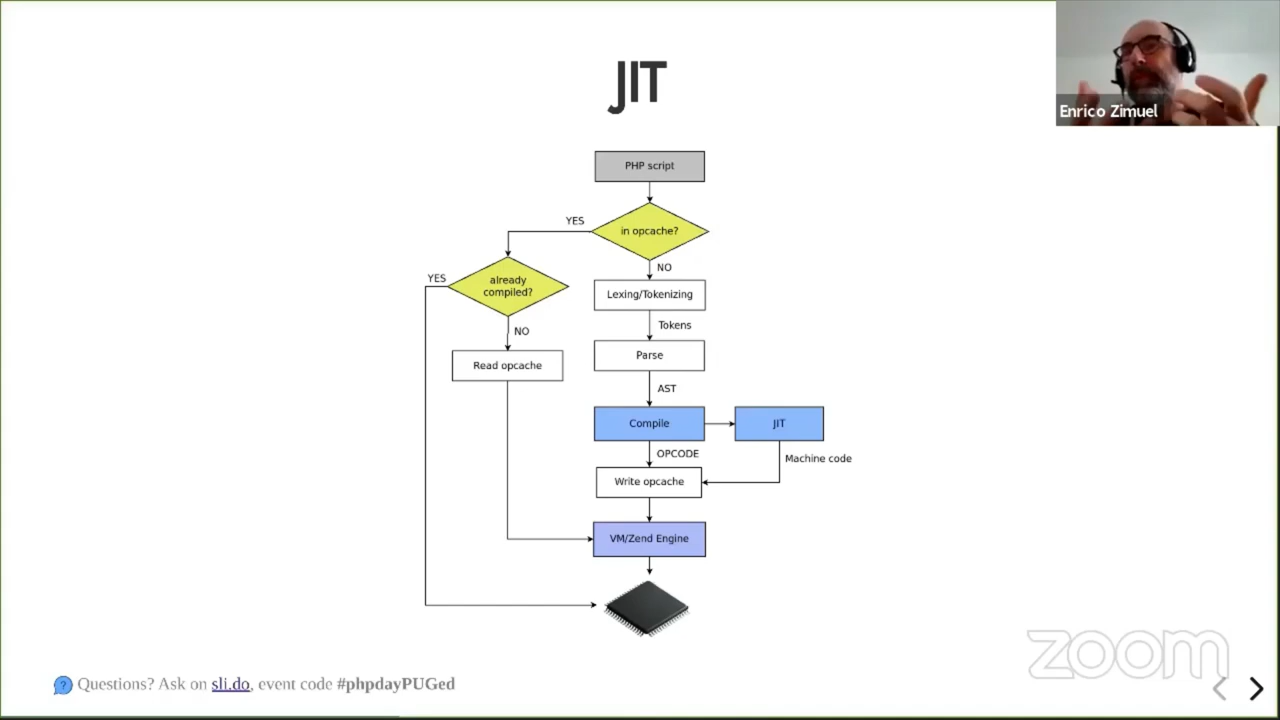 JIT
Enrico Zimuel
PHP script
YES
in opcache?
NO
YES
already
compiled?
Lexing/Tokenizing
Tokens
NO
Parse
Read opcache
AST
Compile
JIT
OPCODE
Machine code
Write opcache
VM/Zend Engine
zoom
? Questions? Ask on sli.do, event code #phpdayPUGed